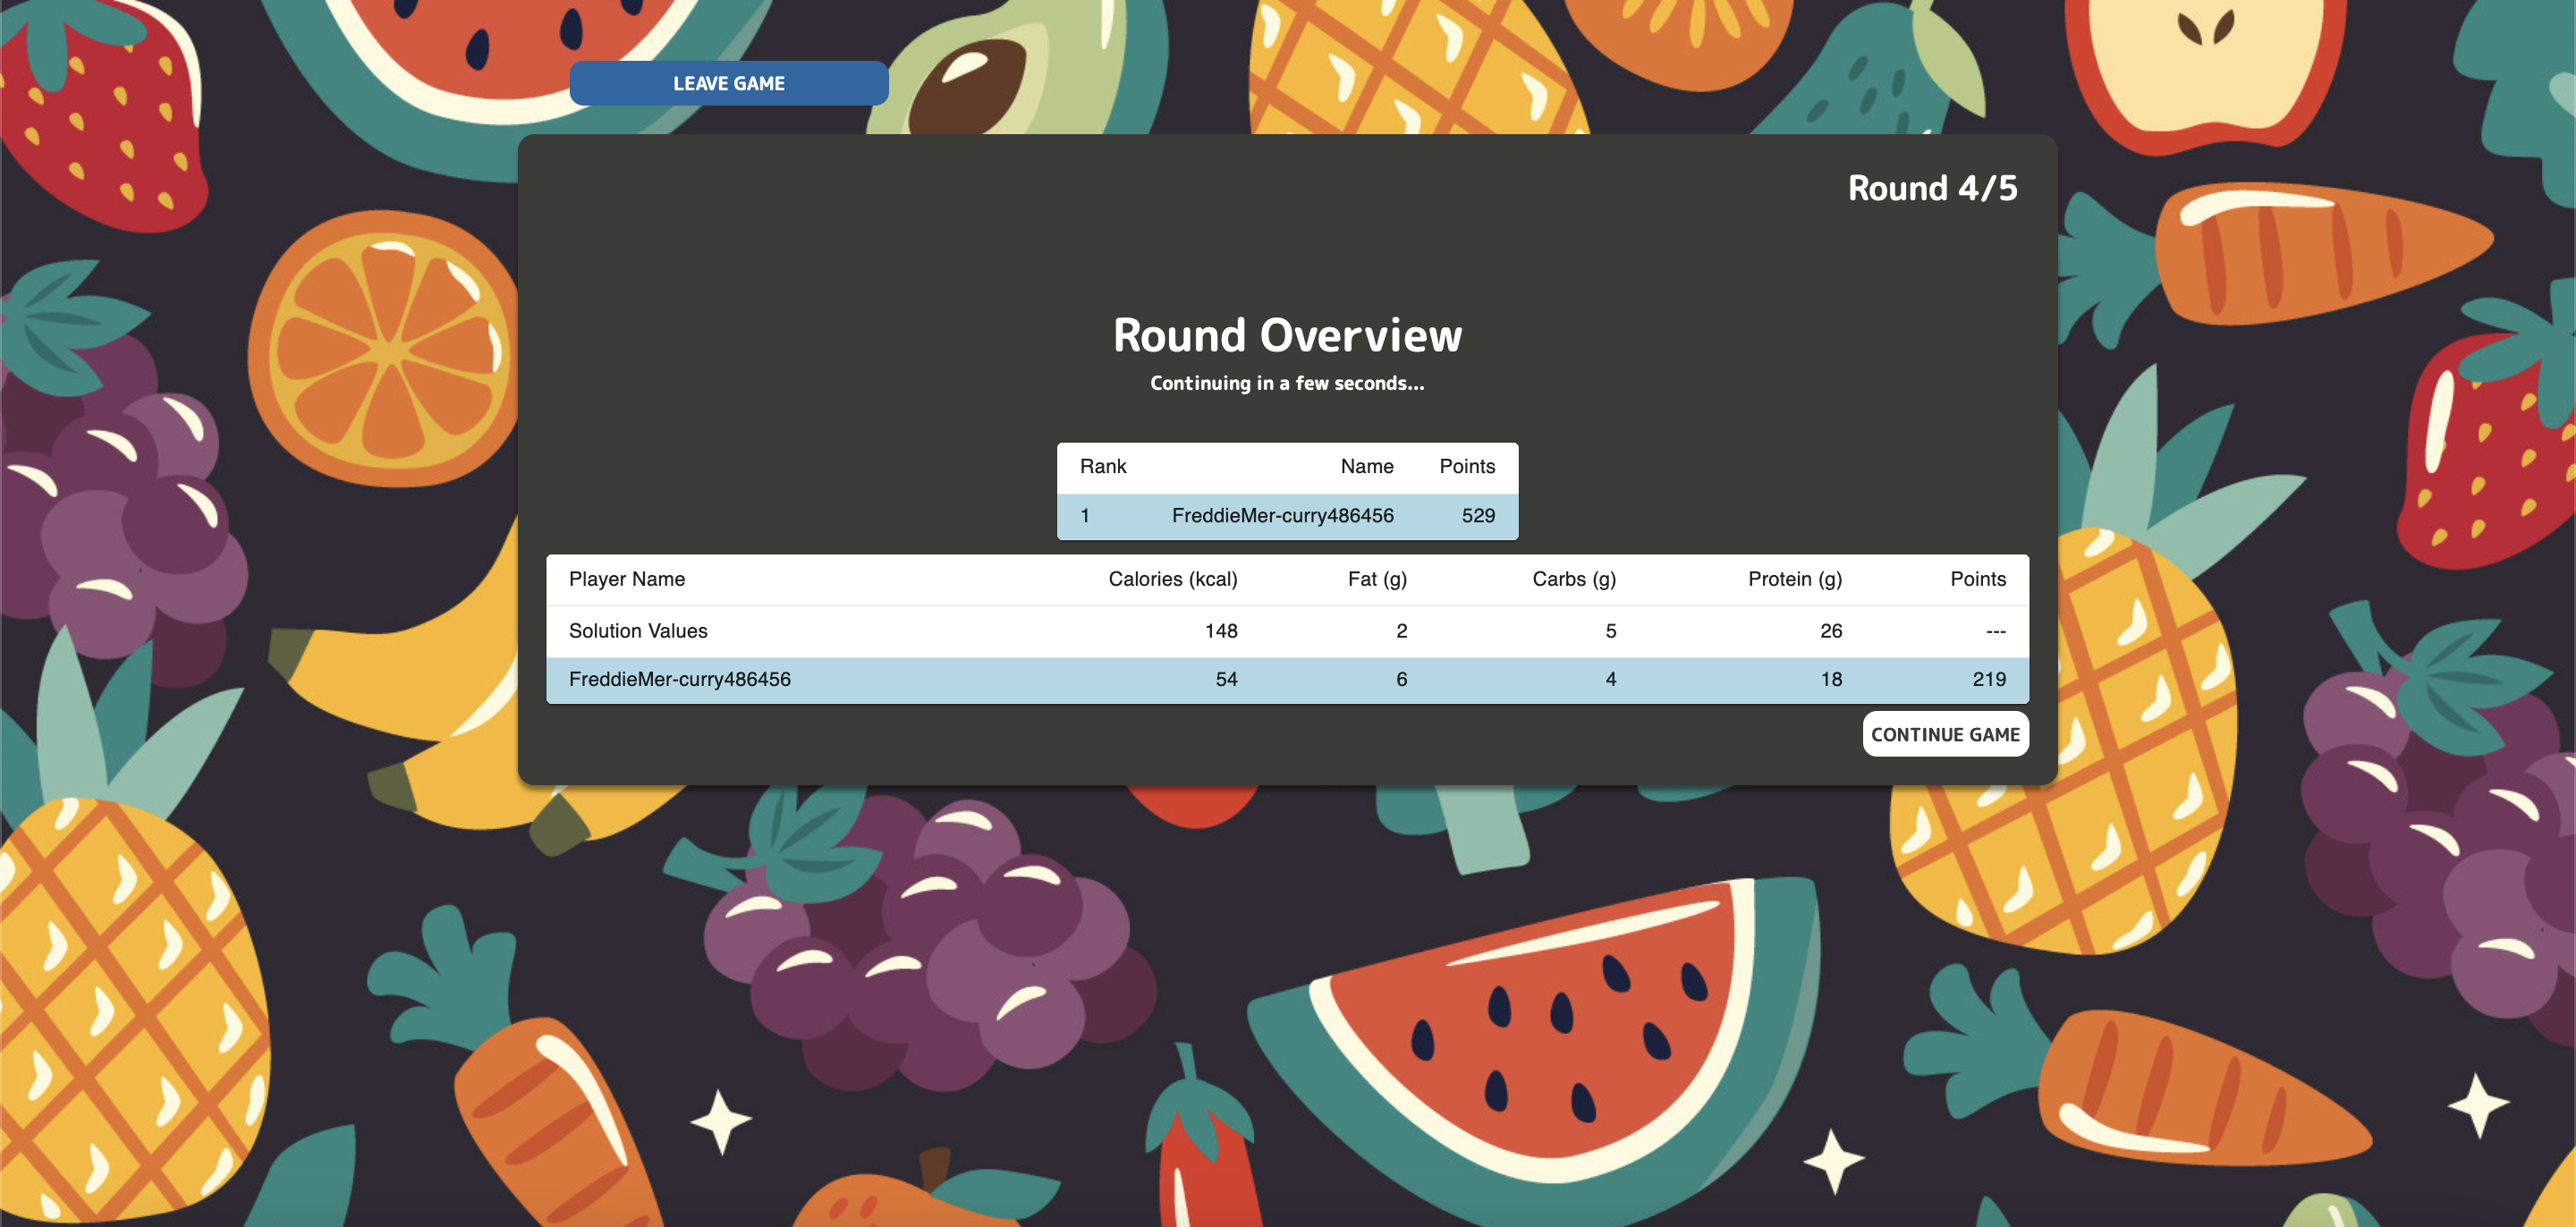 LEAVE GAME
Round 4/5
Round Overview
Continuing in a few seconds...
Rank Name Points
1 FreddieMer-curry486456 529
Player Name Calories (kcal) Fat (g) Carbs (g) Protein (g) Points
Solution Values 148 2 5 26 ---
FreddieMer-curry486456 54 6 4 18 219
CONTINUE GAME